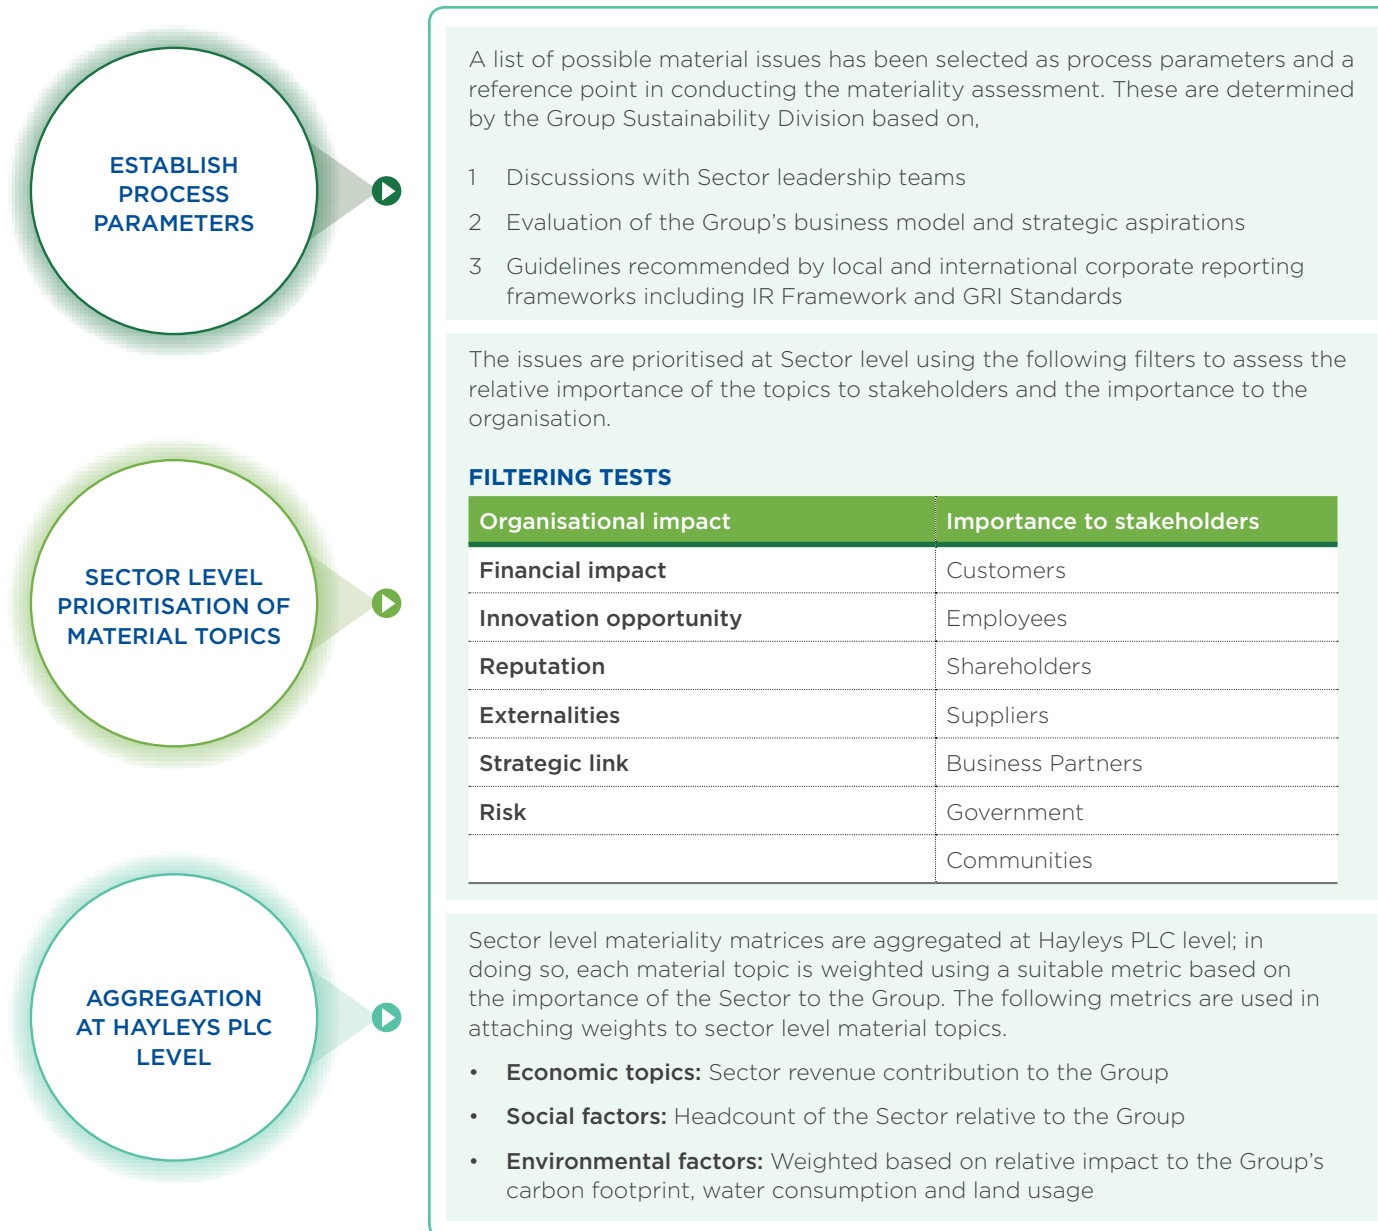 ESTABLISH
PROCESS
PARAMETERS
A list of possible material issues has been selected as process parameters and a
reference point in conducting the materiality assessment. These are determined
by the Group Sustainability Division based on,
1 Discussions with Sector leadership teams
2 Evaluation of the Group's business model and strategic aspirations
3 Guidelines recommended by local and international corporate reporting
frameworks including IR Framework and GRI Standards
SECTOR LEVEL
PRIORITISATION OF
MATERIAL TOPICS
The issues are prioritised at Sector level using the following filters to assess the
relative importance of the topics to stakeholders and the importance to the
organisation.
FILTERING TESTS
Organisational impact Importance to stakeholders
Financial impact Customers
Innovation opportunity Employees
Reputation Shareholders
Externalities Suppliers
Strategic link Business Partners
Risk Government
Communities
AGGREGATION
AT HAYLEYS PLC
LEVEL
Sector level materiality matrices are aggregated at Hayleys PLC level; in
doing so, each material topic is weighted using a suitable metric based on
the importance of the Sector to the Group. The following metrics are used in
attaching weights to sector level material topics.
• Economic topics: Sector revenue contribution to the Group
• Social factors: Headcount of the Sector relative to the Group
• Environmental factors: Weighted based on relative impact to the Group's
carbon footprint, water consumption and land usage